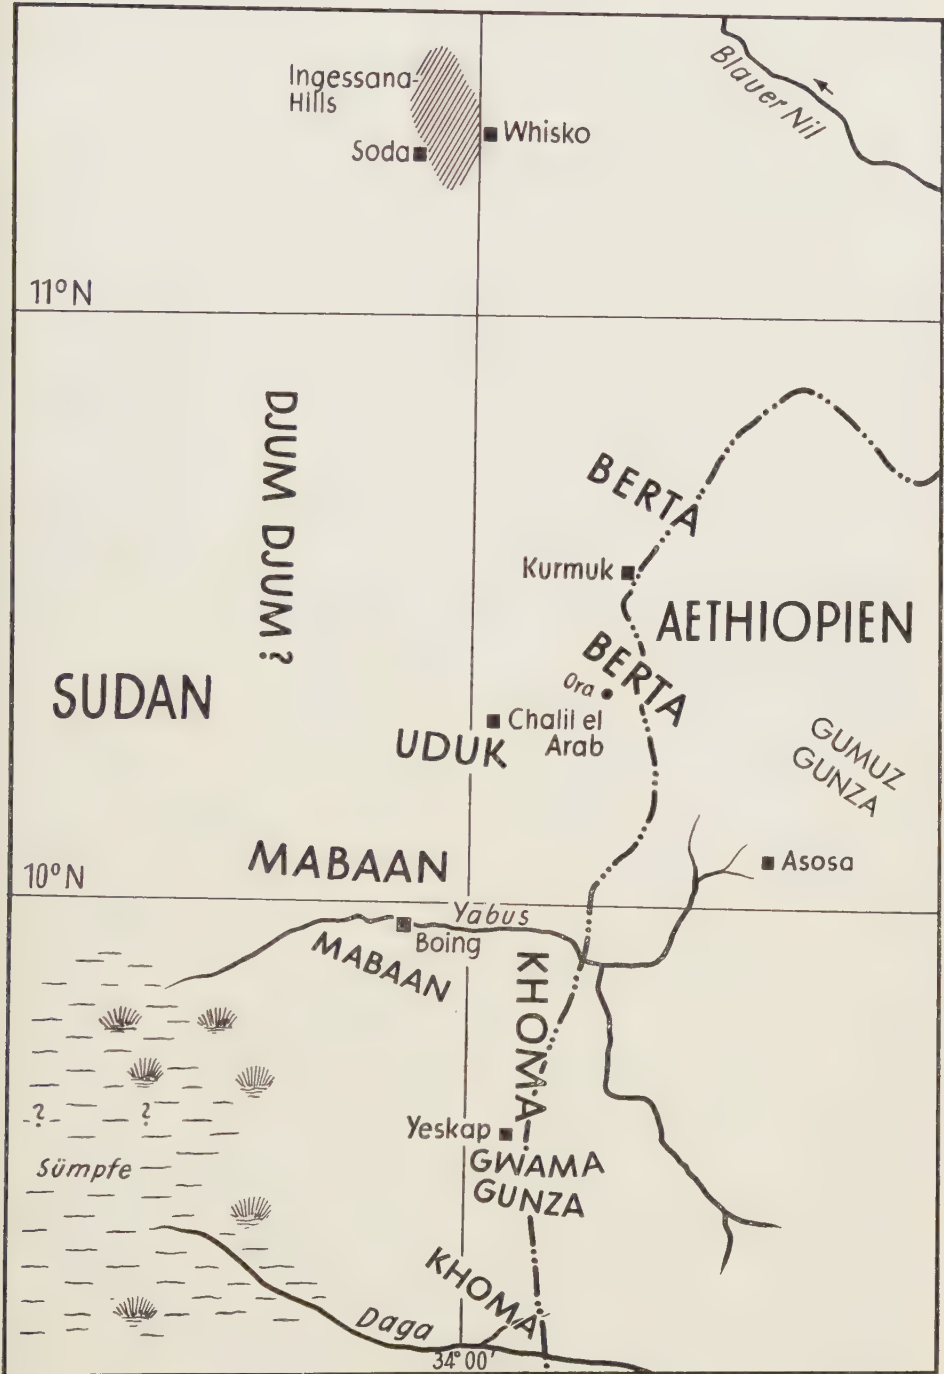 Blauer Nil
Ingessana-
Hills
Whisko
Soda
11°N
DJUM DJUM?
BERTA
Kurmuk
AETHIOPIEN
BERTA
Ora
SUDAN
Chalil el
Arab
UDUK
GUMUZ
GUNZA
MABAAN
Asosa
10°N
Yabus
Boing
MABAAN
KHOMA
?
?
Yeskap
Sümpfe
GWAMA
GUNZA
KHOMA
Daga
34°00'